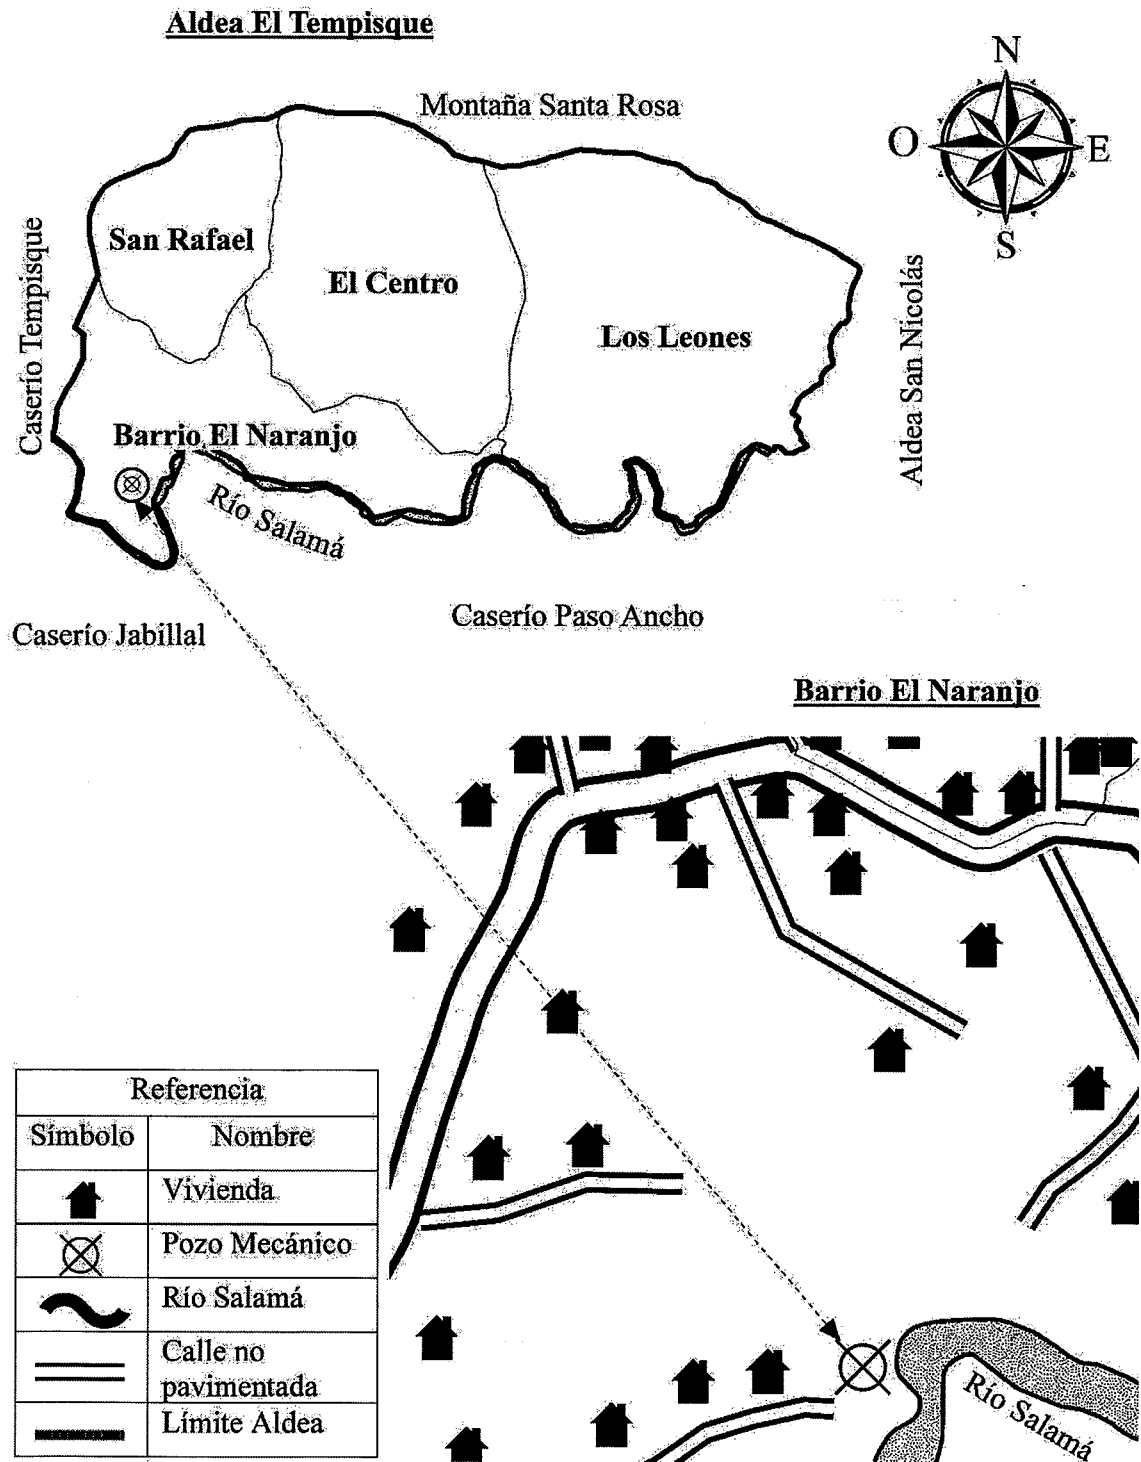 Aldea El Tempisque
N
Montaña Santa Rosa
O
E
S
San Rafael
El Centro
Los Leones
Caserío Tempisque
Aldea San Nicolás
Barrio El Naranjo
Río Salamá
Caserío Jabillal
Caserío Paso Ancho
Barrio El Naranjo
Referencia
Símbolo Nombre
Vivienda
Pozo Mecánico
Río Salamá
Calle no
pavimentada
Límite Aldea
Río Salamá